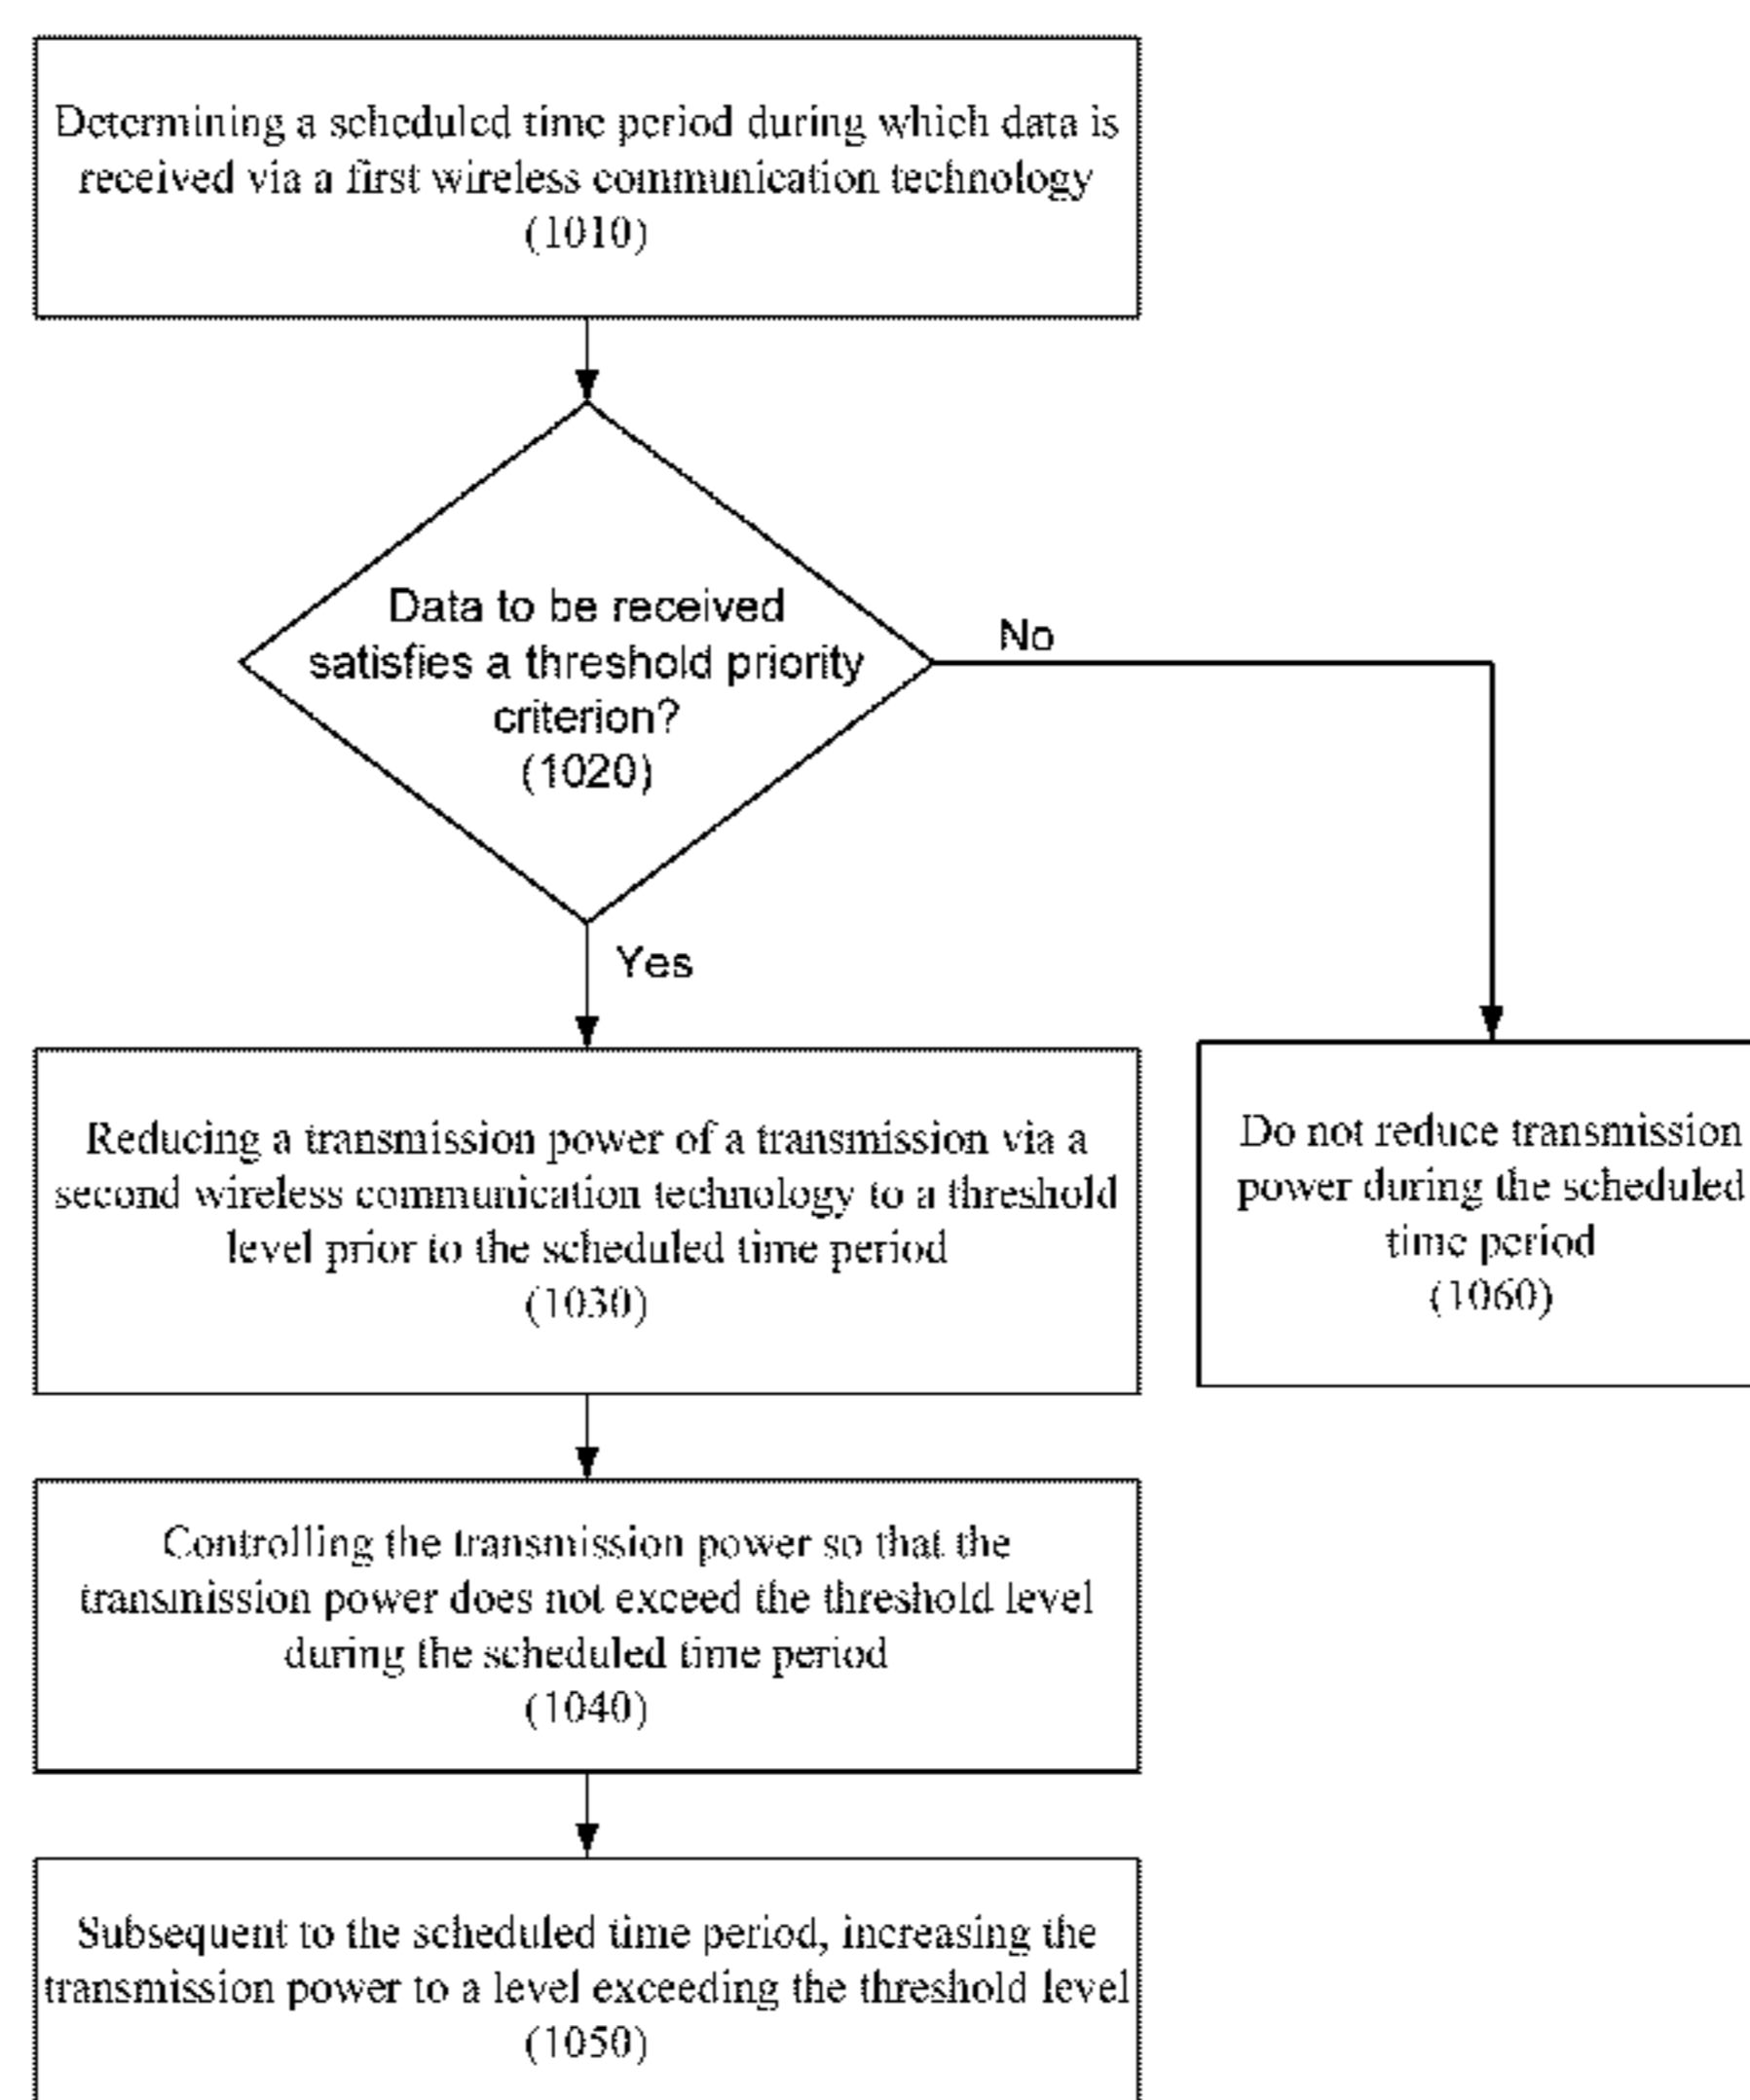 Determining a scheduled time period during which data is
received via a first wireless communication technology
(1010)
Data to be received
satisfies a threshold priority
criterion?
(1020)
No
Yes
Reducing a transmission power of a transmission via a
second wireless communication technology to a threshold
level prior to the scheduled time period
(1030)
Do not reduce transmission
power during the scheduled
time period
(1060)
Controlling the transmission power so that the
transmission power does not exceed the threshold level
during the scheduled time period
(1040)
Subsequent to the scheduled time period, increasing the
transmission power to a level exceeding the threshold level
(1050)